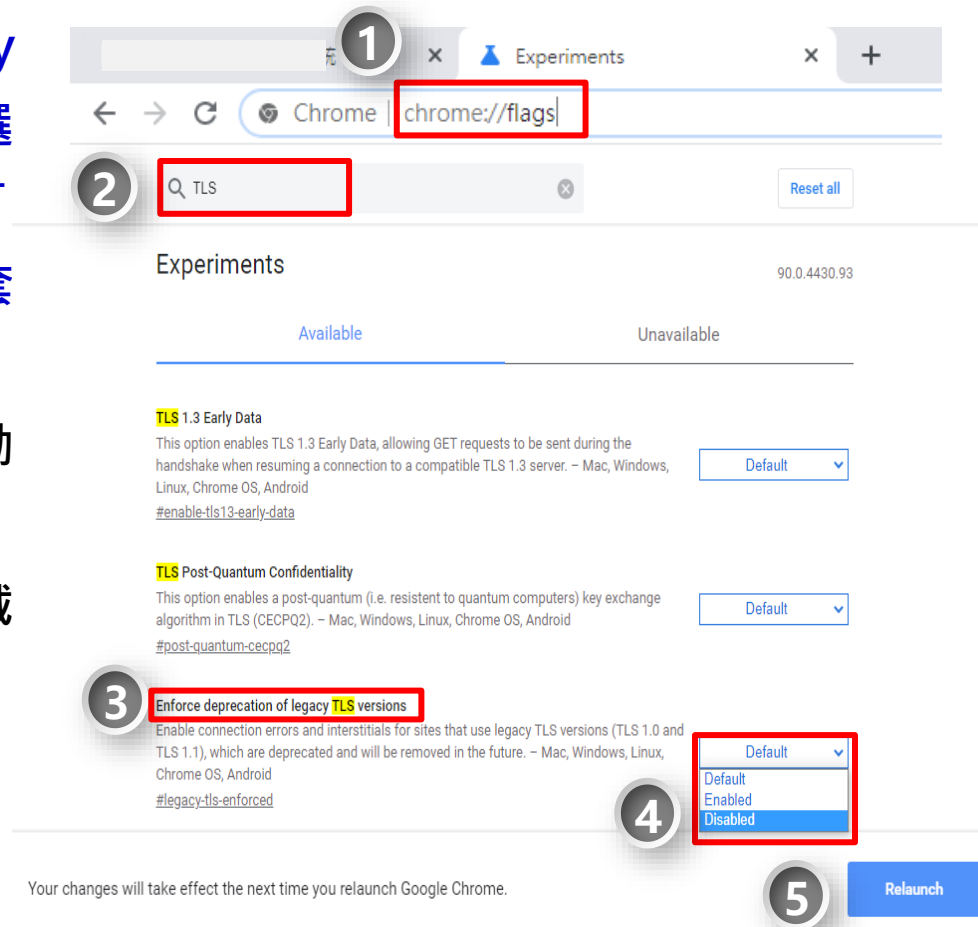 y
選
套
動
載
充
1
×
Experiments
×
+
Chrome | chrome://flags
2
TLS
Reset all
Experiments
90.0.4430.93
Available
Unavailable
TLS 1.3 Early Data
This option enables TLS 1.3 Early Data, allowing GET requests to be sent during the
handshake when resuming a connection to a compatible TLS 1.3 server. – Mac, Windows,
Linux, Chrome OS, Android
#enable-tls13-early-data
Default
TLS Post-Quantum Confidentiality
This option enables a post-quantum (i.e. resistent to quantum computers) key exchange
algorithm in TLS (CECPQ2). – Mac, Windows, Linux, Chrome OS, Android
#post-quantum-cecpq2
Default
3
Enforce deprecation of legacy TLS versions
Enable connection errors and interstitials for sites that use legacy TLS versions (TLS 1.0 and
TLS 1.1), which are deprecated and will be removed in the future. – Mac, Windows, Linux,
Chrome OS, Android
#legacy-tls-enforced
Default
Default
Enabled
Disabled
4
Your changes will take effect the next time you relaunch Google Chrome.
5
Relaunch